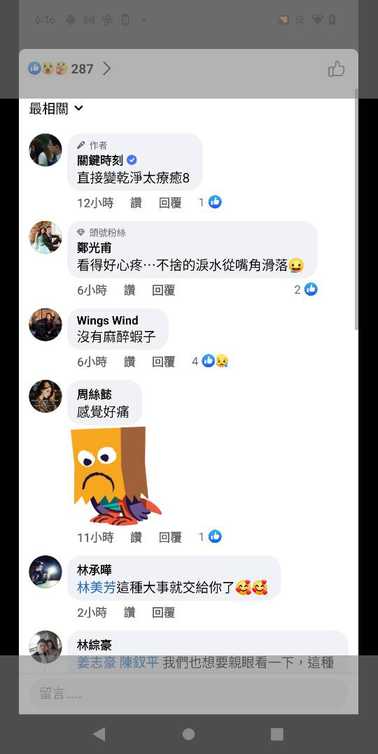 6:16
287
最相關
作者
關鍵時刻
直接變乾淨太療癒8
12小時 讚 回覆 1
頭號粉絲
鄭光甫
看得好心疼⋯不捨的淚水從嘴角滑落😛
6小時 讚 回覆 2
Wings Wind
沒有麻醉蝦子
6小時 讚 回覆 4
周絲懿
感覺好痛
11小時 讚 回覆 1
林承曄
林美芳這種大事就交給你了🥰🥰
2小時 讚 回覆
林綜豪
姜志豪 陳釵平 我們也想要親眼看一下，這種
留言……